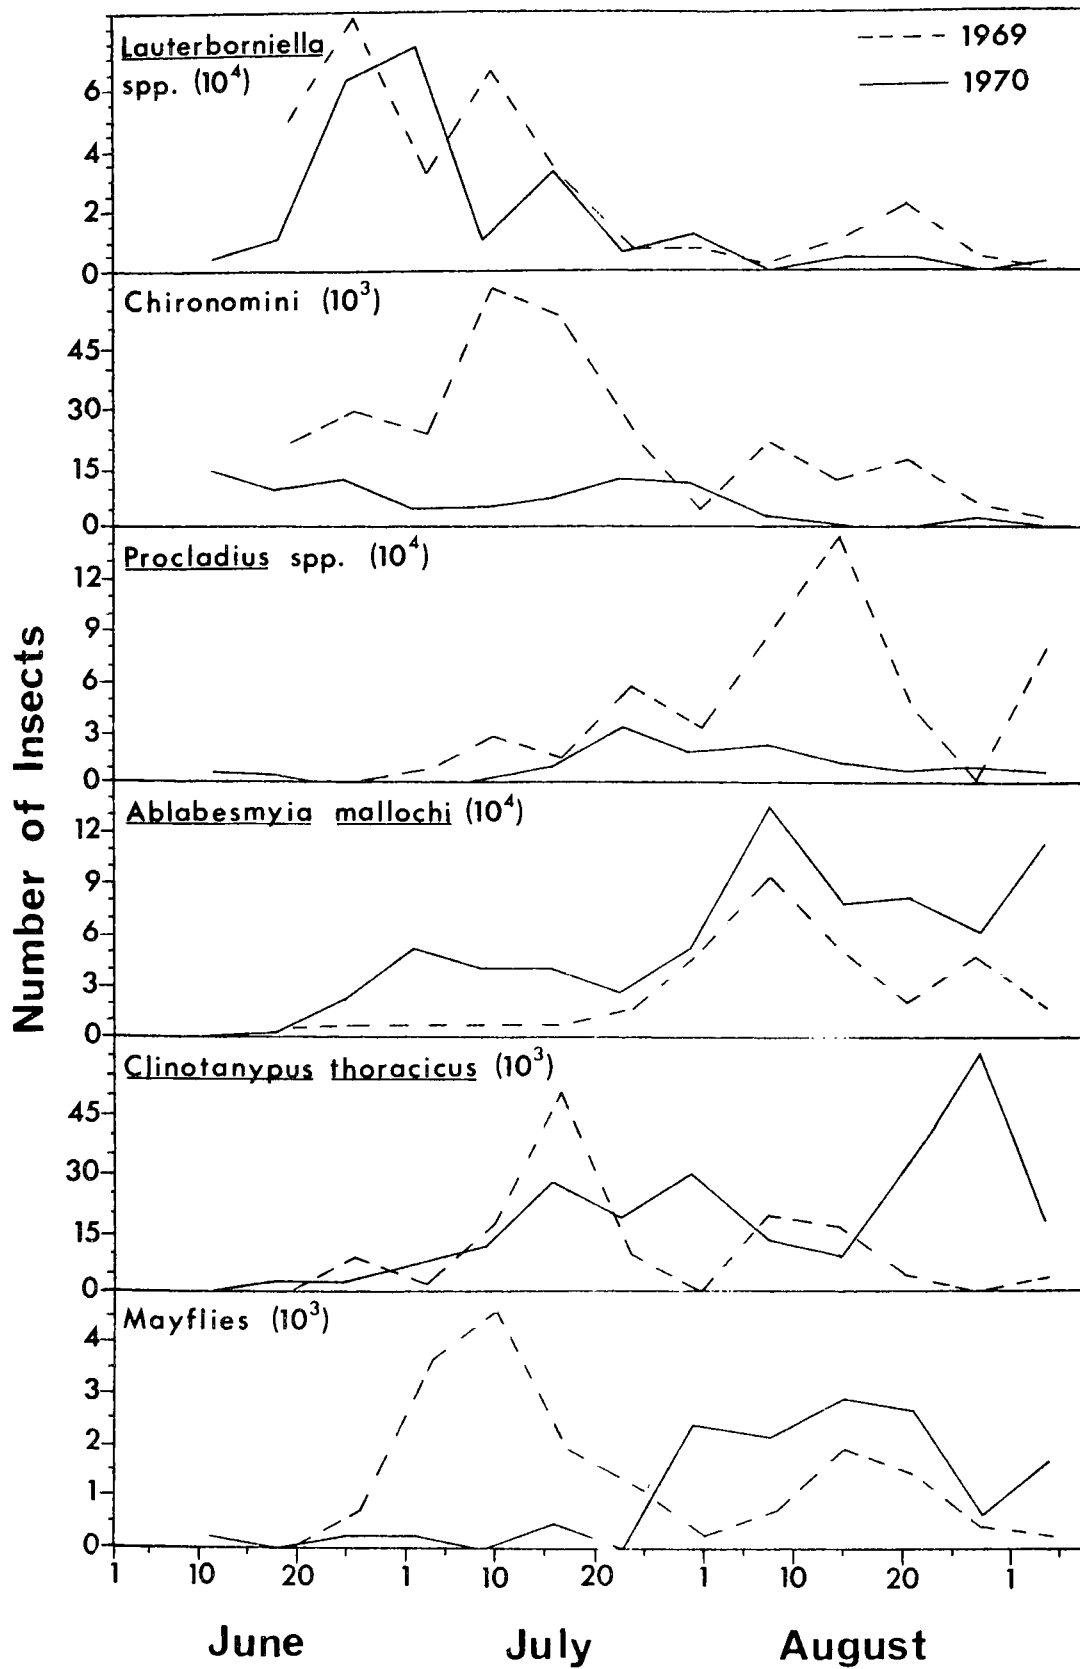 Lauterborniella
spp. (10⁴)
1969
1970
6
4
2
0
Chironomini (10³)
45
30
15
0
Procladius spp. (10⁴)
12
9
6
3
0
Ablabesmyia mallochi (10⁴)
12
9
6
3
0
Clinotanypus thoracicus (10³)
45
30
15
0
Mayflies (10³)
4
3
2
1
0
Number of Insects
1 10 20 1 10 20 1 10 20 1
June July August